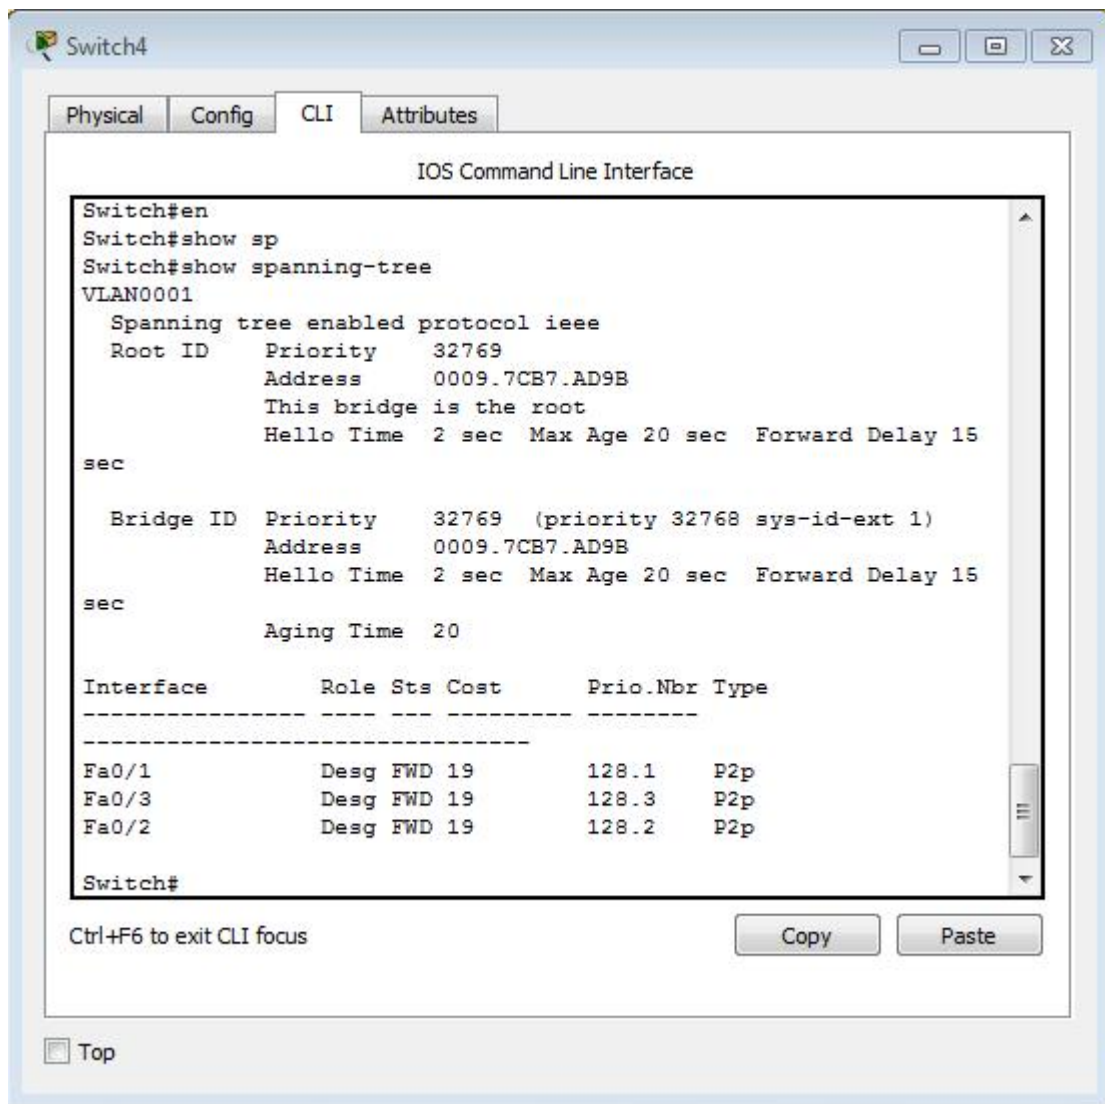 Switch4
Physical Config CLI Attributes
IOS Command Line Interface
Switch#en
Switch#show sp
Switch#show spanning-tree
VLAN0001
  Spanning tree enabled protocol ieee
  Root ID    Priority    32769
             Address     0009.7CB7.AD9B
             This bridge is the root
             Hello Time  2 sec  Max Age 20 sec  Forward Delay 15
sec

  Bridge ID  Priority    32769  (priority 32768 sys-id-ext 1)
             Address     0009.7CB7.AD9B
             Hello Time  2 sec  Max Age 20 sec  Forward Delay 15
sec
             Aging Time  20

Interface        Role Sts Cost      Prio.Nbr Type
---------------- ---- --- --------- --------
--------------------------------
Fa0/1            Desg FWD 19        128.1    P2p
Fa0/3            Desg FWD 19        128.3    P2p
Fa0/2            Desg FWD 19        128.2    P2p

Switch#
Ctrl+F6 to exit CLI focus
Copy Paste
Top